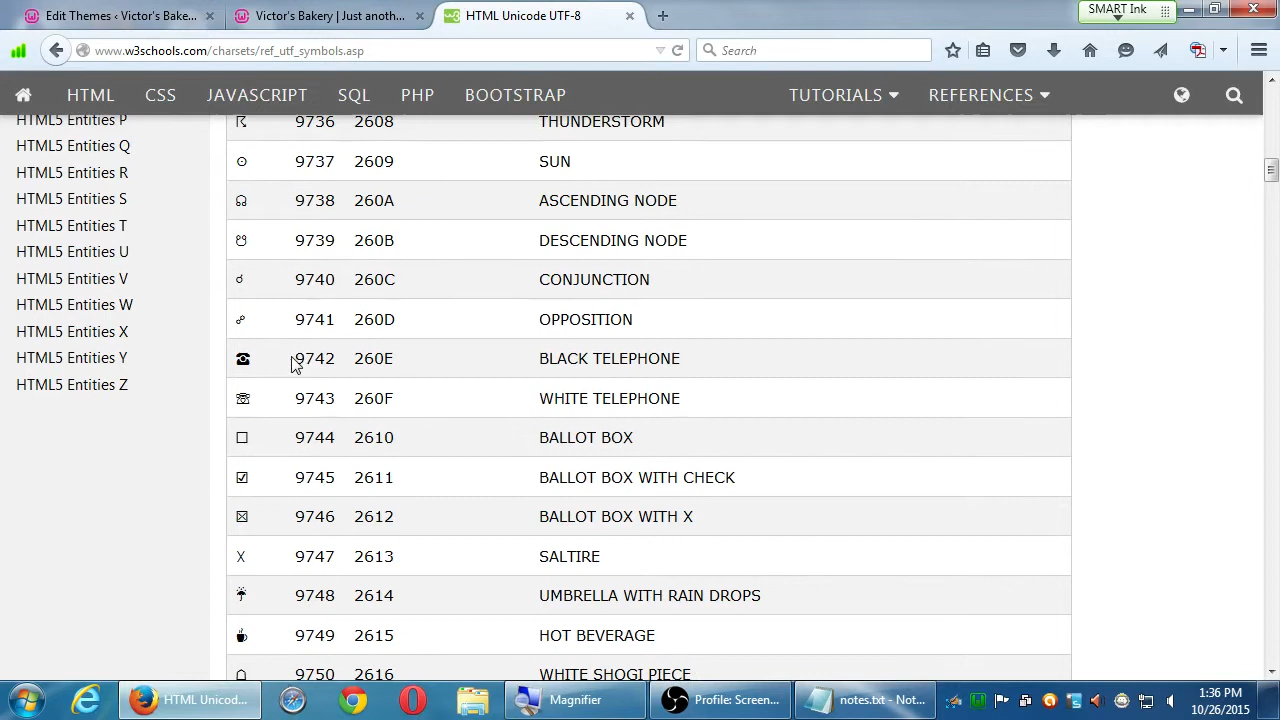 Edit Themes ‹ Victor's Bake...
Victor's Bakery | Just anoth...
HTML Unicode UTF-8
SMART Ink
www.w3schools.com/charsets/ref_utf_symbols.asp
Search
HTML CSS JAVASCRIPT SQL PHP BOOTSTRAP TUTORIALS REFERENCES
HTML5 Entities P
HTML5 Entities Q
HTML5 Entities R
HTML5 Entities S
HTML5 Entities T
HTML5 Entities U
HTML5 Entities V
HTML5 Entities W
HTML5 Entities X
HTML5 Entities Y
HTML5 Entities Z
☈ 9736 2608 THUNDERSTORM
☉ 9737 2609 SUN
☊ 9738 260A ASCENDING NODE
☋ 9739 260B DESCENDING NODE
☌ 9740 260C CONJUNCTION
☍ 9741 260D OPPOSITION
☎ 9742 260E BLACK TELEPHONE
☏ 9743 260F WHITE TELEPHONE
☐ 9744 2610 BALLOT BOX
☑ 9745 2611 BALLOT BOX WITH CHECK
☒ 9746 2612 BALLOT BOX WITH X
☓ 9747 2613 SALTIRE
☔ 9748 2614 UMBRELLA WITH RAIN DROPS
☕ 9749 2615 HOT BEVERAGE
☖ 9750 2616 WHITE SHOGI PIECE
HTML Unicod...
Magnifier
Profile: Screen...
notes.txt - Not...
1:36 PM
10/26/2015